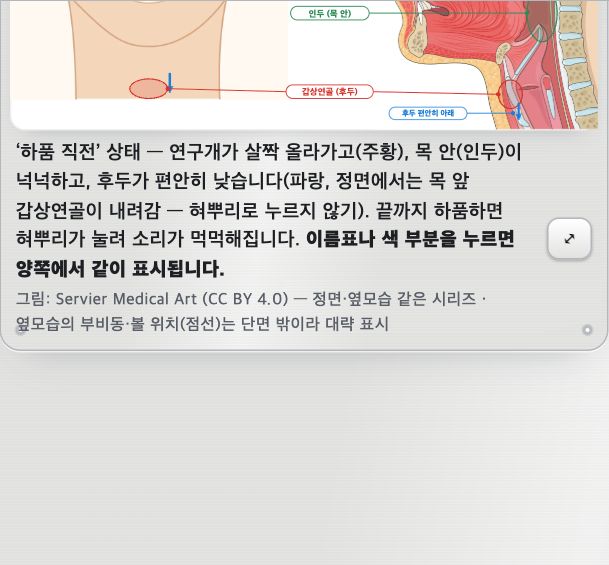 인두 (목 안)
갑상연골 (후두)
후두 편안히 아래
‘하품 직전’ 상태 — 연구개가 살짝 올라가고(주황), 목 안(인두)이
넉넉하고, 후두가 편안히 낮습니다(파랑, 정면에서는 목 앞
갑상연골이 내려감 — 혀뿌리로 누르지 않기). 끝까지 하품하면
혀뿌리가 눌려 소리가 먹먹해집니다. 이름표나 색 부분을 누르면
양쪽에서 같이 표시됩니다.
그림: Servier Medical Art (CC BY 4.0) — 정면·옆모습 같은 시리즈 ·
옆모습의 부비동·볼 위치(점선)는 단면 밖이라 대략 표시